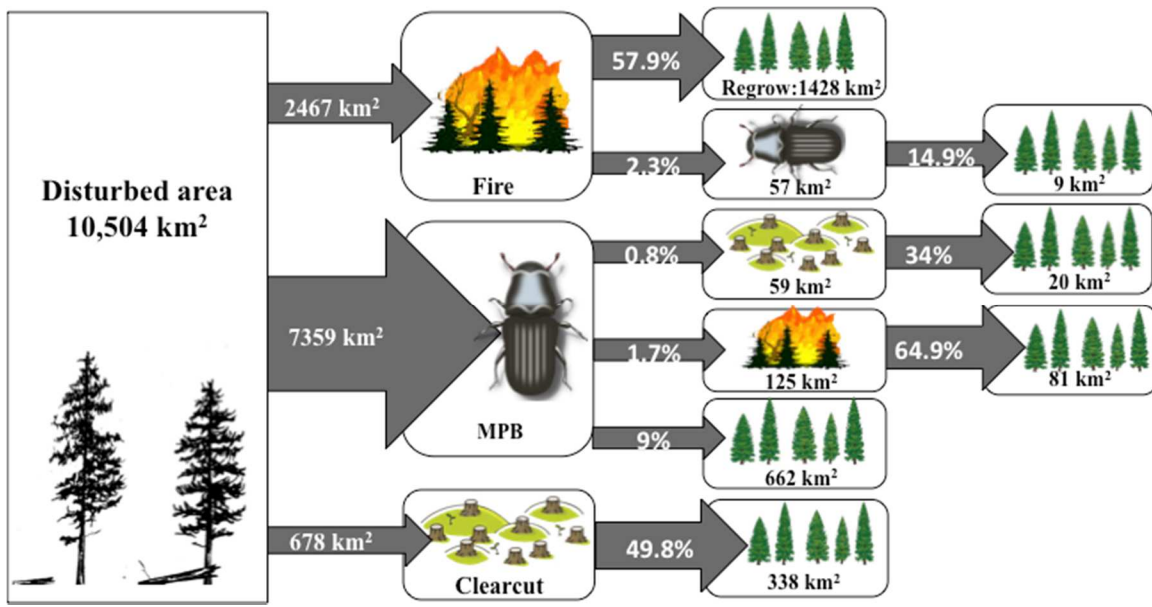 Disturbed area
10,504 km²
2467 km²
Fire
57.9%
Regrow:1428 km²
2.3%
57 km²
14.9%
9 km²
7359 km²
MPB
0.8%
59 km²
34%
20 km²
1.7%
125 km²
64.9%
81 km²
9%
662 km²
678 km²
Clearcut
49.8%
338 km²